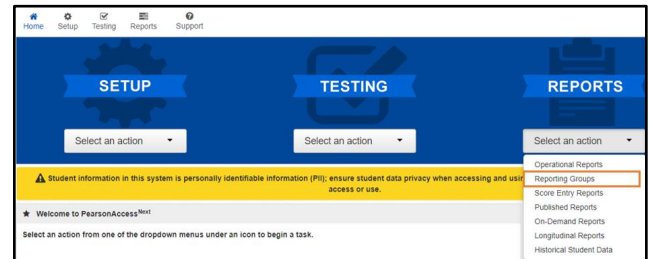 Home Setup Testing Reports Support
SETUP TESTING REPORTS
Select an action Select an action Select an action
Operational Reports
Reporting Groups
Published Reports
On-Demand Reports
Longitudinal Reports
Historical Student Data
Score Entry Reports
Student information in this system is personally identifiable information (PII); ensure student data privacy when accessing and
access or use.
Welcome to PearsonAccessNext
Select an action from one of the dropdown menus under an icon to begin a task.